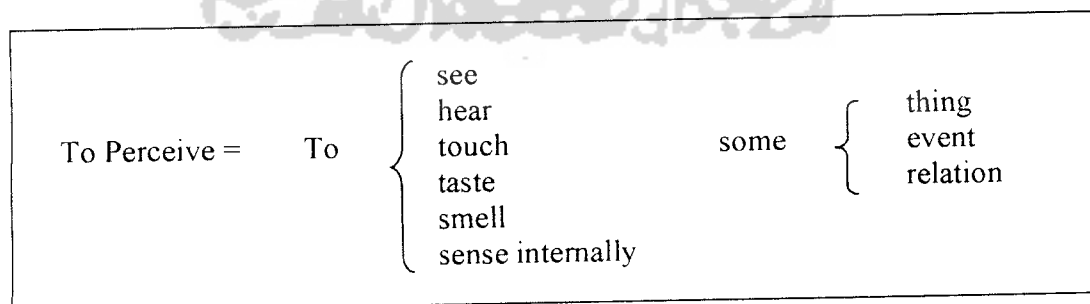 To Perceive = To see some thing
hear event
touch relation
taste
smell
sense internally